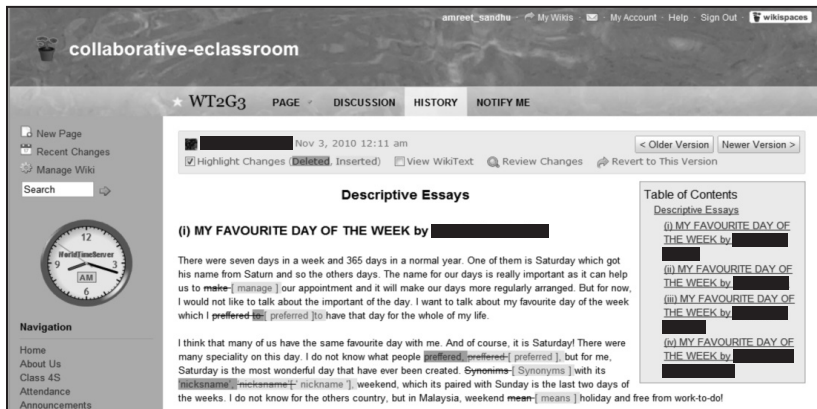 amreet_sandhu · My Wikis · My Account · Help · Sign Out · wikispaces
collaborative-eclassroom
WT2G3 PAGE DISCUSSION HISTORY NOTIFY ME
New Page
Recent Changes
Manage Wiki
Search
12
WorldTimeServer
9 3
AM
6
Navigation
Home
About Us
Class 4S
Attendance
Announcements
Nov 3, 2010 12:11 am < Older Version Newer Version >
Highlight Changes (Deleted, Inserted) View WikiText Review Changes Revert to This Version
Descriptive Essays
(i) MY FAVOURITE DAY OF THE WEEK by
There were seven days in a week and 365 days in a normal year. One of them is Saturday which got
his name from Saturn and so the others days. The name for our days is really important as it can help
us to make [ manage ] our appointment and it will make our days more regularly arranged. But for now,
I would not like to talk about the important of the day. I want to talk about my favorite day of the week
which I preffered to [ preferred ]to have that day for the whole of my life.
I think that many of us have the same favourite day with me. And of course, it is Saturday! There were
many speciality on this day. I do not know what people preffered, preffered [ preferred ], but for me,
Saturday is the most wonderful day that have ever been created. Synonims [ Synonyms ] with its
'nicksname', 'nicksname'[ ' nickname '], weekend, which its paired with Sunday is the last two days of
the weeks. I do not know for the others country, but in Malaysia, weekend mean [ means ] holiday and free from work-to-do!
Table of Contents
Descriptive Essays
(i) MY FAVOURITE DAY OF
THE WEEK by
(ii) MY FAVOURITE DAY OF
THE WEEK by
(iii) MY FAVOURITE DAY OF
THE WEEK by
(iv) MY FAVOURITE DAY OF
THE WEEK by